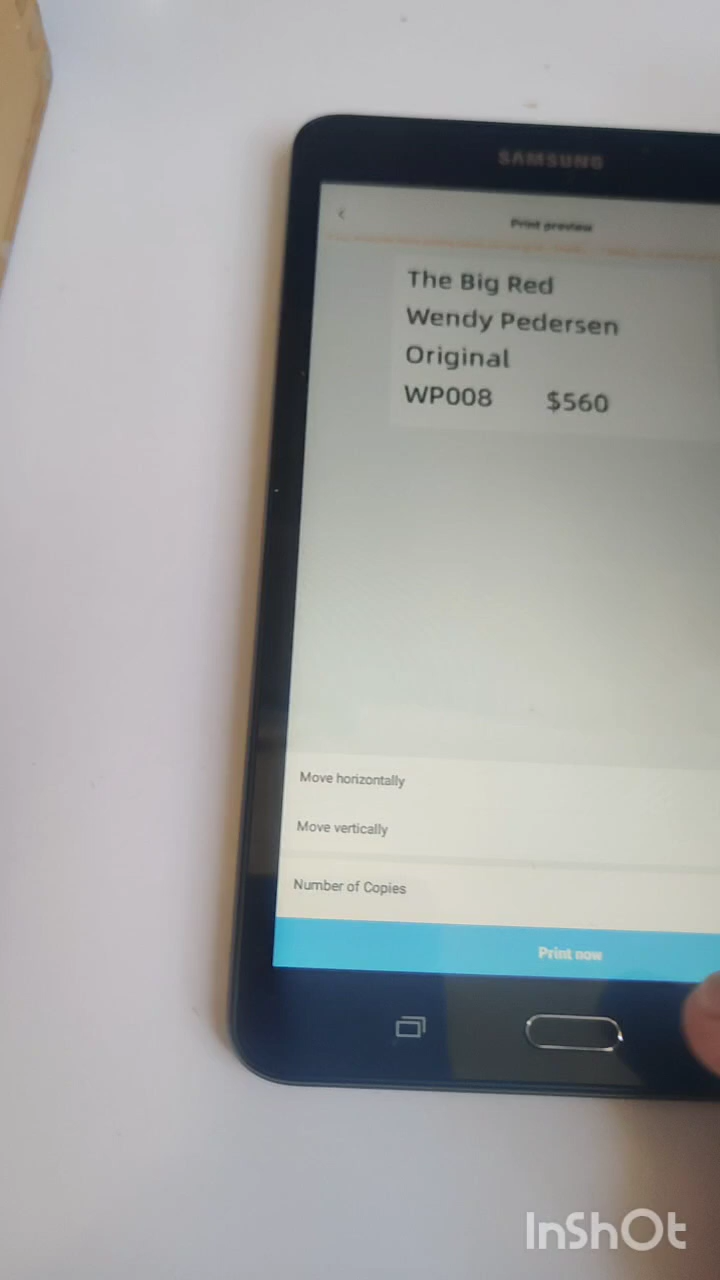 SAMSUNG
Print preview
The Big Red
Wendy Pedersen
Original
WP008 $560
Move horizontally
Move vertically
Number of Copies
Print now
InShOt